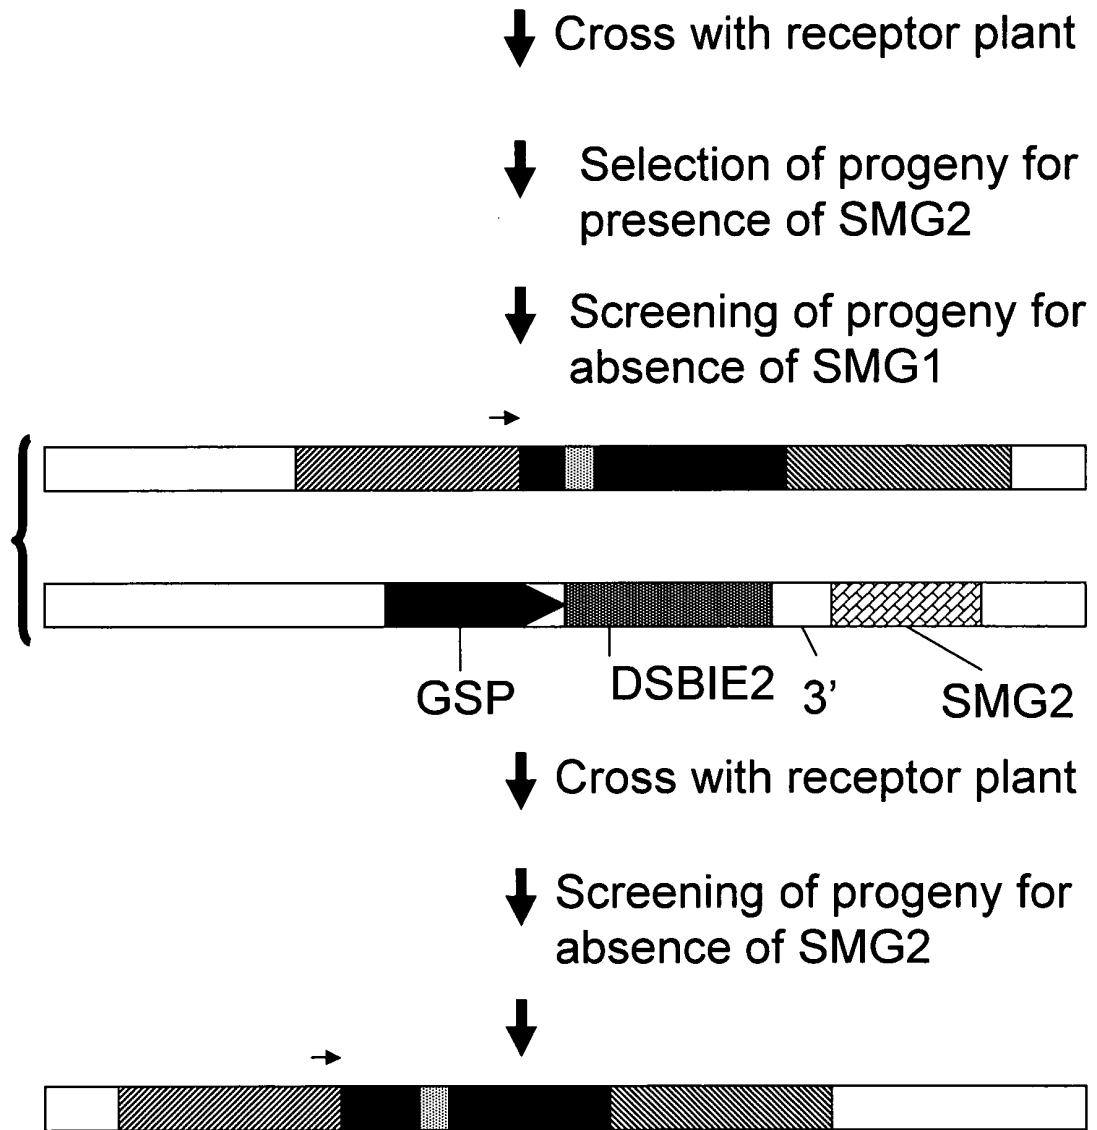 Cross with receptor plant
Selection of progeny for
presence of SMG2
Screening of progeny for
absence of SMG1
GSP
DSBIE2
3’
SMG2
Cross with receptor plant
Screening of progeny for
absence of SMG2